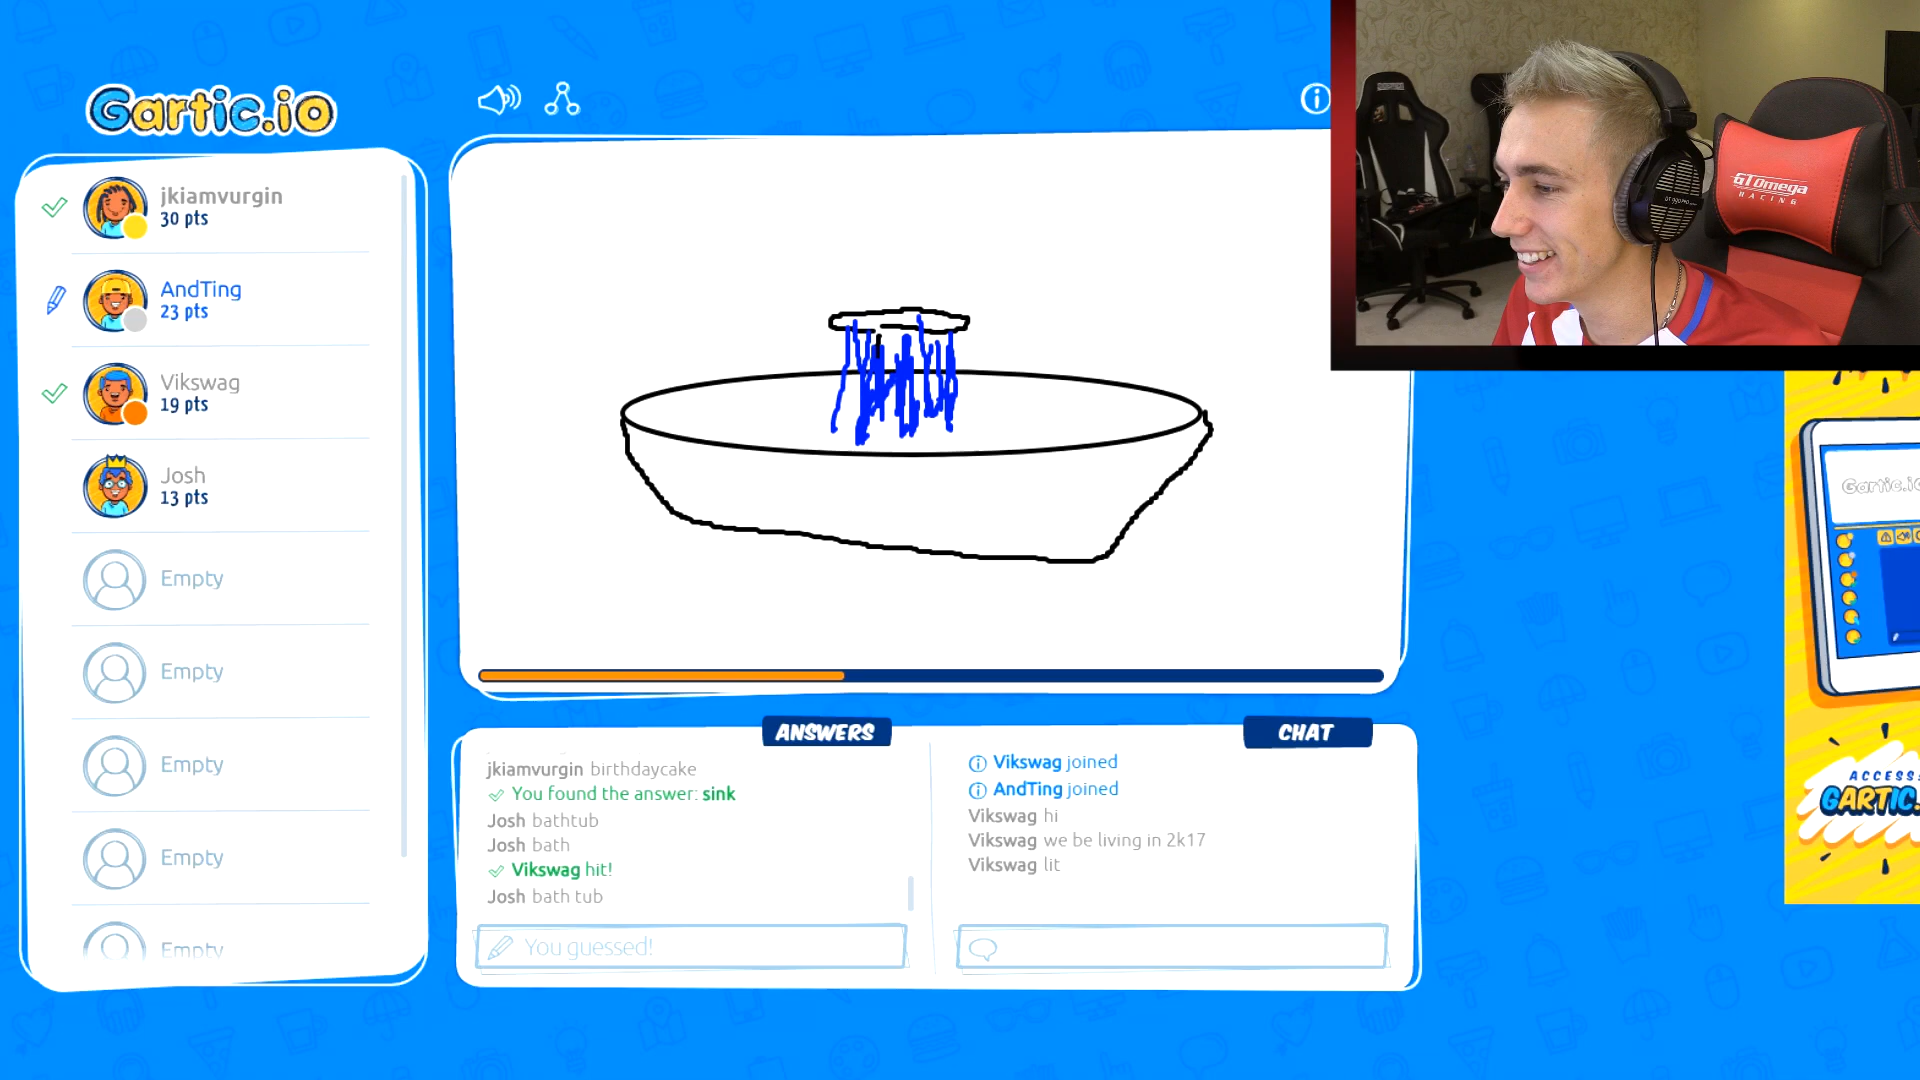 Gartic.io
jkiamvurgin
30 pts
AndTing
23 pts
Vikswag
19 pts
Josh
13 pts
Empty
Empty
Empty
Empty
Empty
ANSWERS
jkiamvurgin birthdaycake
You found the answer: sink
Josh bathtub
Josh bath
Vikswag hit!
Josh bath tub
You guessed!
CHAT
Vikswag joined
AndTing joined
Vikswag hi
Vikswag we be living in 2k17
Vikswag lit
GT Omega
RACING
Gartic.io
ACCESS:
GARTIC.